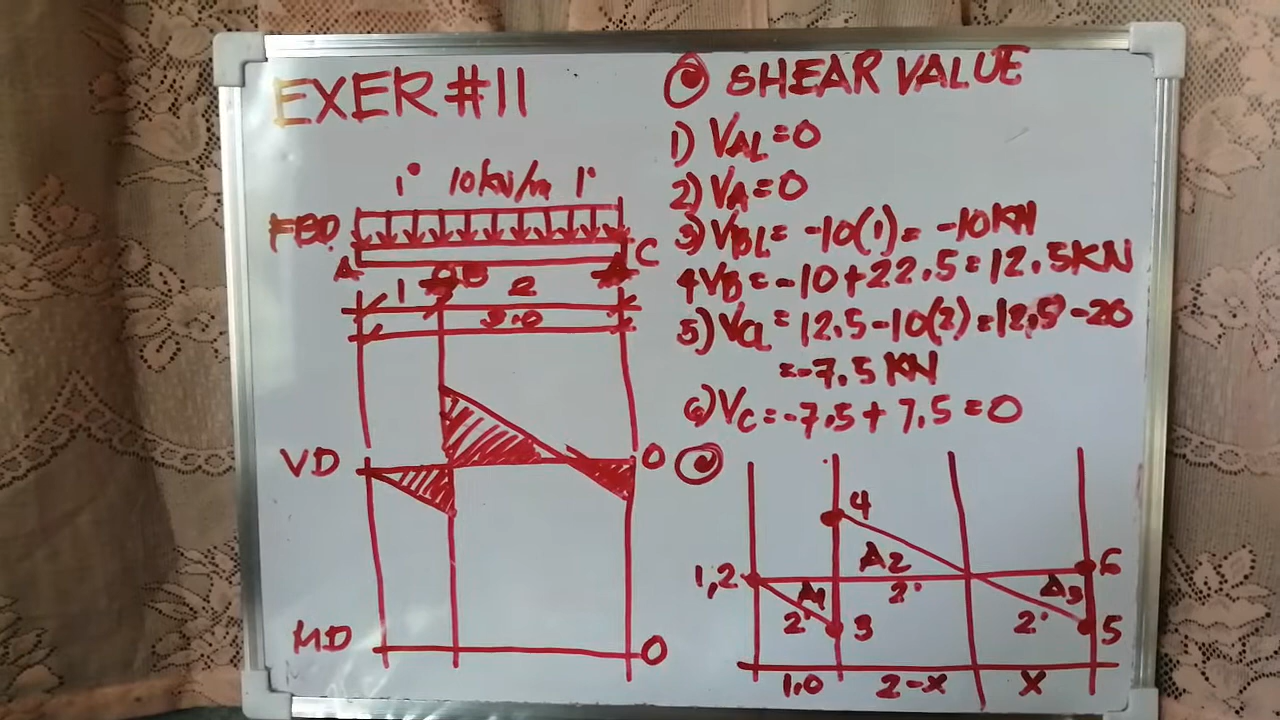 EXER #11
1° 10kN/m 1°
FBD
A B C
1 2
3.0
VD 0
MD 0
SHEAR VALUE
1) VAL = 0
2) VA = 0
3) VBL = -10(1) = -10KN
4 VB = -10 + 22.5 = 12.5KN
5) VCL = 12.5 - 10(2) = 12.5 - 20
= -7.5 KN
6) VC = -7.5 + 7.5 = 0
4
1,2 A2 6
A1 2° A3
2° 3 2° 5
1.0 2-x x